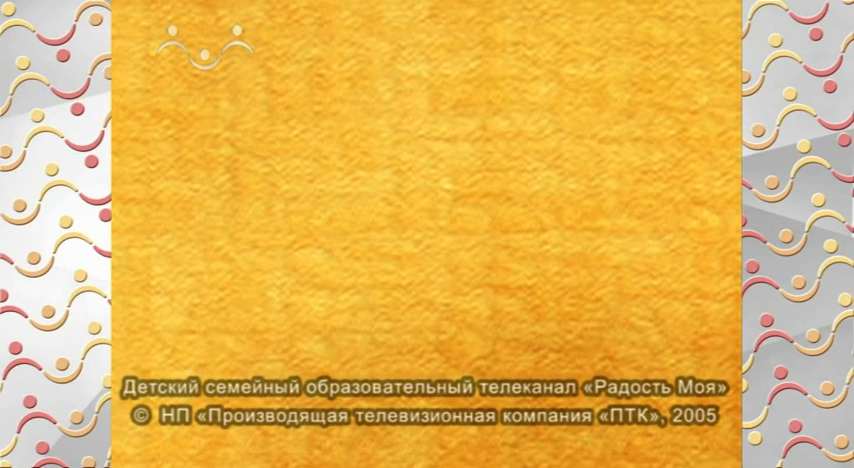 Детский семейный образовательный телеканал «Радость Моя»
© НП «Производящая телевизионная компания «ПТК», 2005